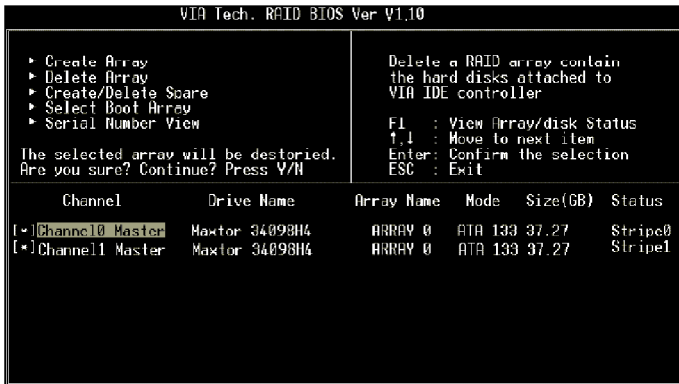 VIA Tech. RAID BIOS Ver V1.10
► Create Array
► Delete Array
► Create/Delete Spare
► Select Boot Array
► Serial Number View
The selected array will be destoried.
Are you sure? Continue? Press Y/N
Delete a RAID array contain
the hard disks attached to
VIA IDE controller
F1 : View Array/disk Status
↑,↓ : Move to next item
Enter: Confirm the selection
ESC : Exit
Channel Drive Name Array Name Mode Size(GB) Status
[*]Channel0 Master Maxtor 34098H4 ARRAY 0 ATA 133 37.27 Stripe0
[*]Channel1 Master Maxtor 34098H4 ARRAY 0 ATA 133 37.27 Stripe1